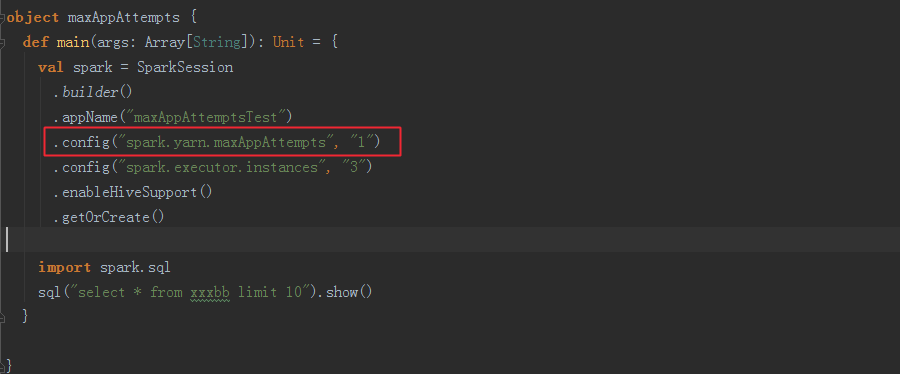 object maxAppAttempts {
def main(args: Array[String]): Unit = {
val spark = SparkSession
.builder()
.appName("maxAppAttemptsTest")
.config("spark.yarn.maxAppAttempts", "1")
.config("spark.executor.instances", "3")
.enableHiveSupport()
.getOrCreate()
import spark.sql
sql("select * from xxxbb limit 10").show()
}
}